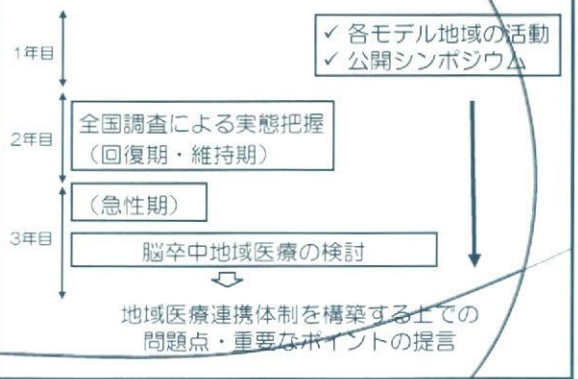 1年目
✓ 各モデル地域の活動
✓ 公開シンポジウム
2年目
全国調査による実態把握
（回復期・維持期）
3年目
（急性期）
脳卒中地域医療の検討
地域医療連携体制を構築する上での
問題点・重要なポイントの提言